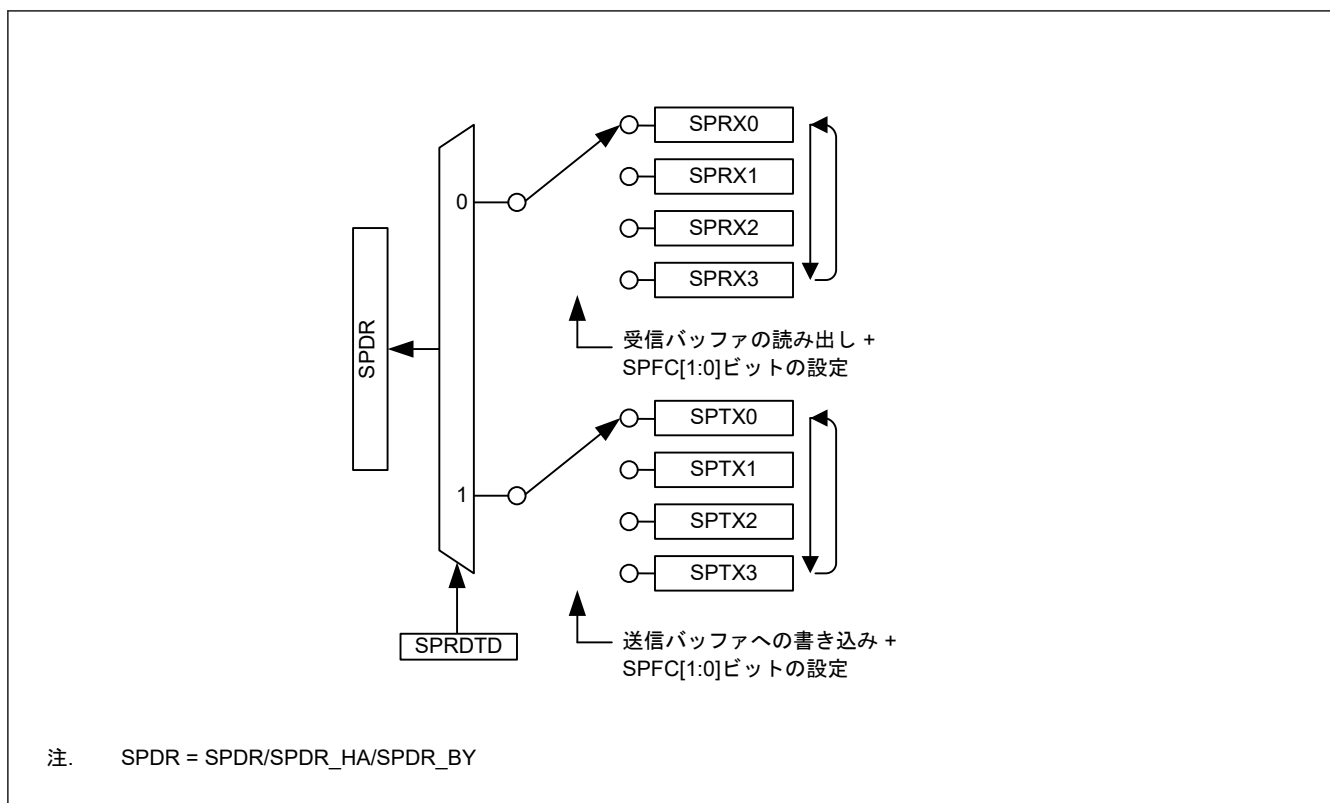 SPRX0
SPRX1
SPRX2
SPRX3
0
SPDR
受信バッファの読み出し +
SPFC[1:0]ビットの設定
SPTX0
SPTX1
SPTX2
SPTX3
1
SPRDTD
送信バッファへの書き込み +
SPFC[1:0]ビットの設定
注. SPDR = SPDR/SPDR_HA/SPDR_BY